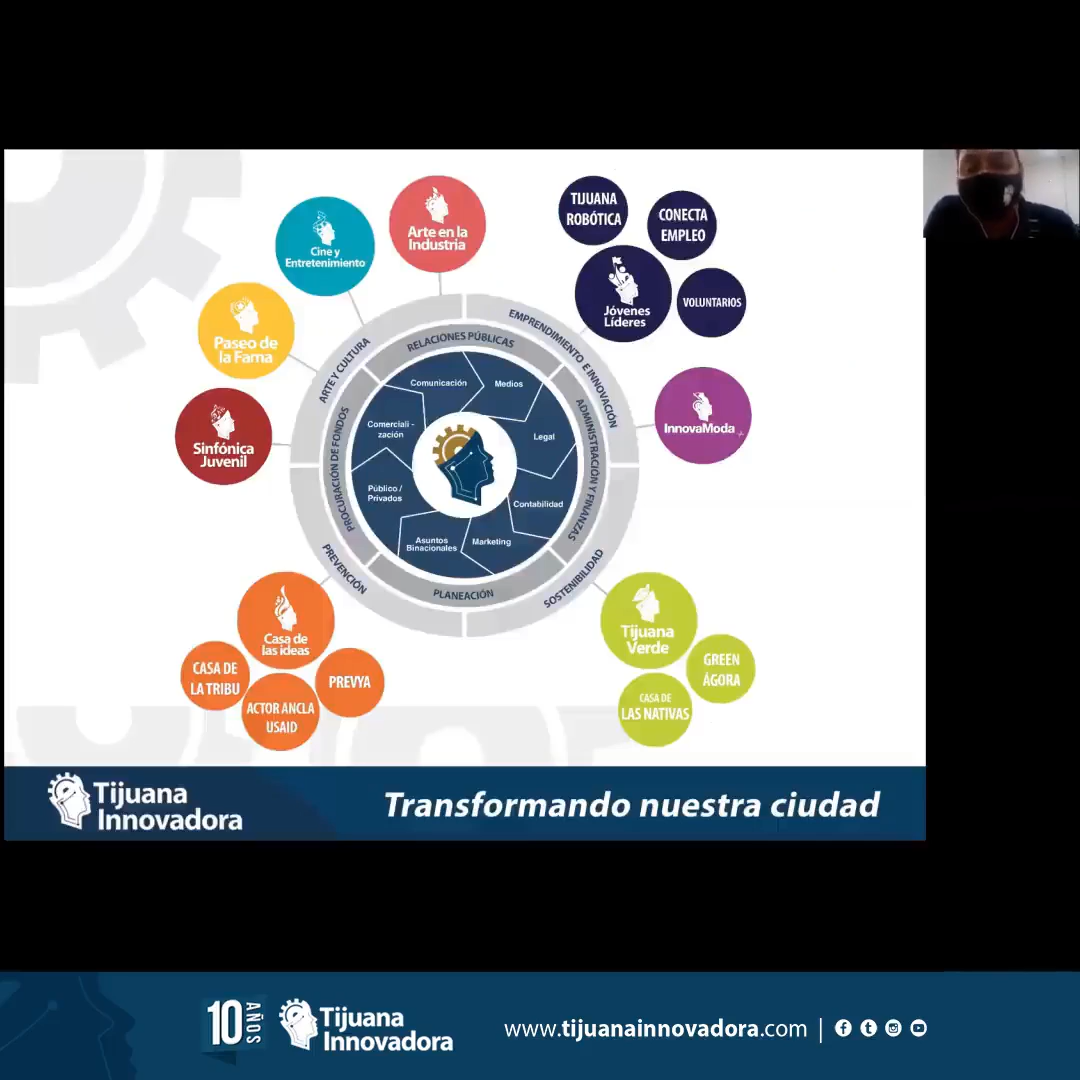 Cine y
Entretenimiento
Arte en la
Industria
TIJUANA
ROBÓTICA
CONECTA
EMPLEO
Jóvenes
Líderes
VOLUNTARIOS
Paseo de
la Fama
Sinfónica
Juvenil
InnovaModa
ARTE Y CULTURA
EMPRENDIMIENTO E INNOVACIÓN
RELACIONES PÚBLICAS
PROCURACIÓN DE FONDOS
ADMINISTRACIÓN Y FINANZAS
Comunicación
Medios
Comerciali -
zación
Legal
Público /
Privados
Contabilidad
Asuntos
Binacionales
Marketing
PREVENCIÓN
PLANEACIÓN
SOSTENIBILIDAD
Casa de
las ideas
CASA DE
LA TRIBU
PREVYA
ACTOR ANCLA
USAID
Tijuana
Verde
GREEN
ÁGORA
CASA DE
LAS NATIVAS
Tijuana
Innovadora
Transformando nuestra ciudad
10 AÑOS
Tijuana
Innovadora
www.tijuanainnovadora.com |